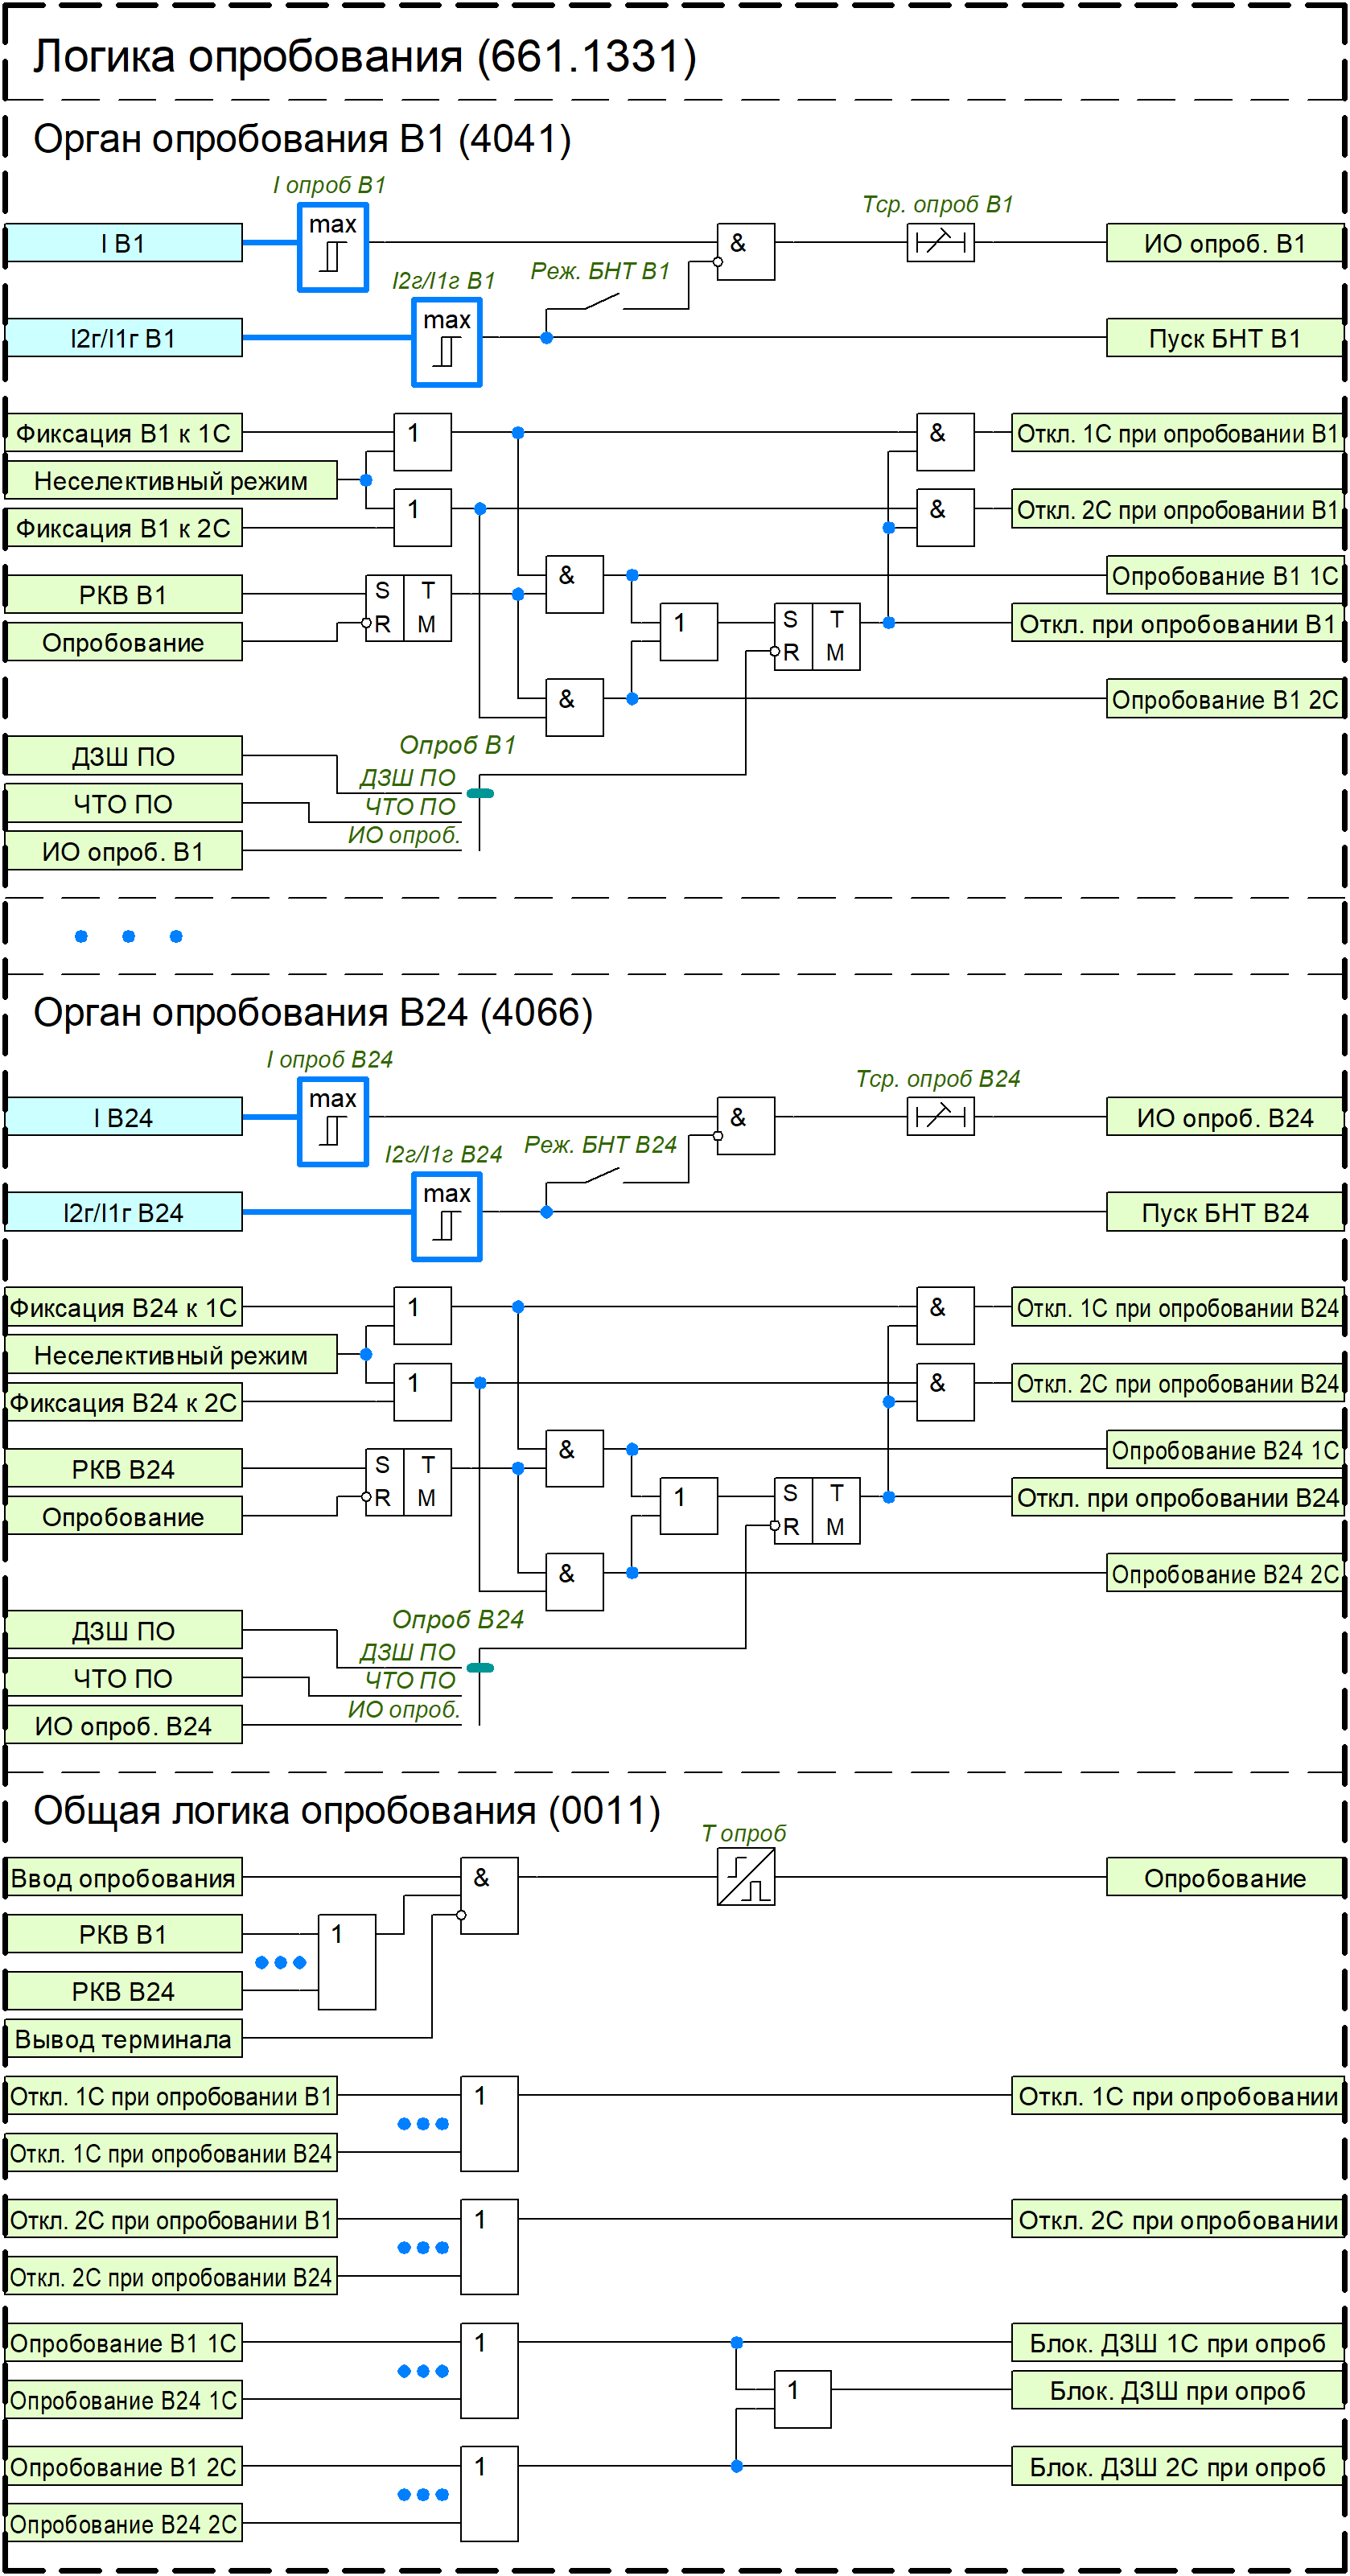 Логика опробования (661.1331)
Орган опробования В1 (4041)
I опроб В1
max
Тср. опроб В1
I В1
&
ИО опроб. В1
I2г/I1г В1
Реж. БНТ В1
max
I2г/I1г В1
Пуск БНТ В1
Фиксация В1 к 1С
1
&
Откл. 1С при опробовании В1
Неселективный режим
Фиксация В1 к 2С
1
&
Откл. 2С при опробовании В1
&
Опробование В1 1С
РКВ В1
S T
R M
Опробование
1
S T
R M
Откл. при опробовании В1
&
Опробование В1 2С
ДЗШ ПО
Опроб В1
ДЗШ ПО
ЧТО ПО
ЧТО ПО
ИО опроб.
ИО опроб. В1
Орган опробования В24 (4066)
I опроб В24
max
Тср. опроб В24
I В24
&
ИО опроб. В24
I2г/I1г В24
Реж. БНТ В24
max
I2г/I1г В24
Пуск БНТ В24
Фиксация В24 к 1С
1
&
Откл. 1С при опробовании В24
Неселективный режим
Фиксация В24 к 2С
1
&
Откл. 2С при опробовании В24
&
Опробование В24 1С
РКВ В24
S T
R M
Опробование
1
S T
R M
Откл. при опробовании В24
&
Опробование В24 2С
ДЗШ ПО
Опроб В24
ДЗШ ПО
ЧТО ПО
ЧТО ПО
ИО опроб.
ИО опроб. В24
Общая логика опробования (0011)
Т опроб
Ввод опробования
&
Опробование
РКВ В1
1
РКВ В24
Вывод терминала
Откл. 1С при опробовании В1
1
Откл. 1С при опробовании
Откл. 1С при опробовании В24
Откл. 2С при опробовании В1
1
Откл. 2С при опробовании
Откл. 2С при опробовании В24
Опробование В1 1С
1
Блок. ДЗШ 1С при опроб
Опробование В24 1С
1
Блок. ДЗШ при опроб
Опробование В1 2С
1
Блок. ДЗШ 2С при опроб
Опробование В24 2С